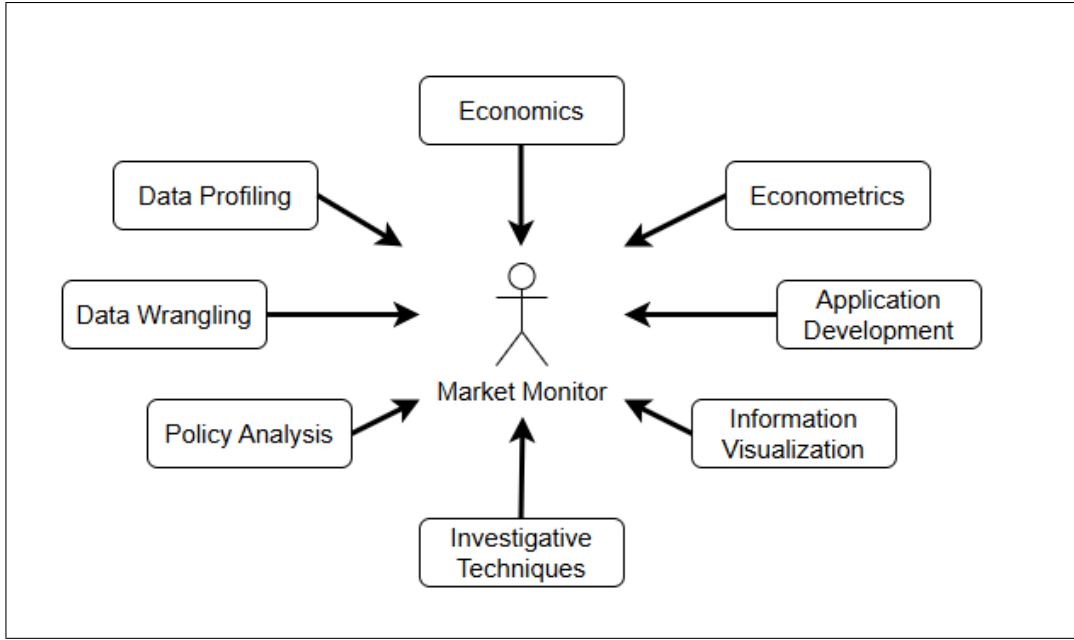 Economics
Data Profiling
Econometrics
Data Wrangling
Application
Development
Market Monitor
Policy Analysis
Information
Visualization
Investigative
Techniques